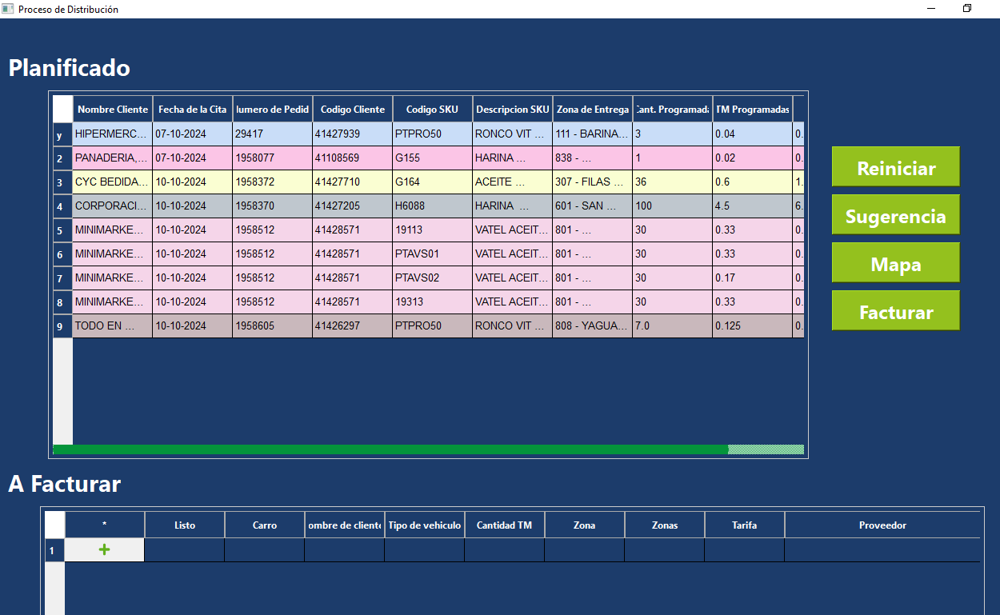 Proceso de Distribución
Planificado
Nombre Cliente Fecha de la Cita lumero de Pedid Codigo Cliente Codigo SKU Descripcion SKU Zona de Entrega Cant. Programada TM Programadas
y HIPERMERC... 07-10-2024 29417 41427939 PTPRO50 RONCO VIT ... 111 - BARINA... 3 0.04 0.
2 PANADERIA,... 07-10-2024 1958077 41108569 G155 HARINA ... 838 - ... 1 0.02 0.
3 CYC BEDIDA... 10-10-2024 1958372 41427710 G164 ACEITE ... 307 - FILAS ... 36 0.6 1.
4 CORPORACI... 10-10-2024 1958370 41427205 H6088 HARINA ... 601 - SAN ... 100 4.5 6.
5 MINIMARKE... 10-10-2024 1958512 41428571 19113 VATEL ACEIT... 801 - ... 30 0.33 0.
6 MINIMARKE... 10-10-2024 1958512 41428571 PTAVS01 VATEL ACEIT... 801 - ... 30 0.33 0.
7 MINIMARKE... 10-10-2024 1958512 41428571 PTAVS02 VATEL ACEIT... 801 - ... 30 0.17 0.
8 MINIMARKE... 10-10-2024 1958512 41428571 19313 VATEL ACEIT... 801 - ... 30 0.33 0.
9 TODO EN ... 10-10-2024 1958605 41426297 PTPRO50 RONCO VIT ... 808 - YAGUA... 7.0 0.125 0.
Reiniciar
Sugerencia
Mapa
Facturar
A Facturar
* Listo Carro ombre de cliente Tipo de vehiculo Cantidad TM Zona Zonas Tarifa Proveedor
1 +